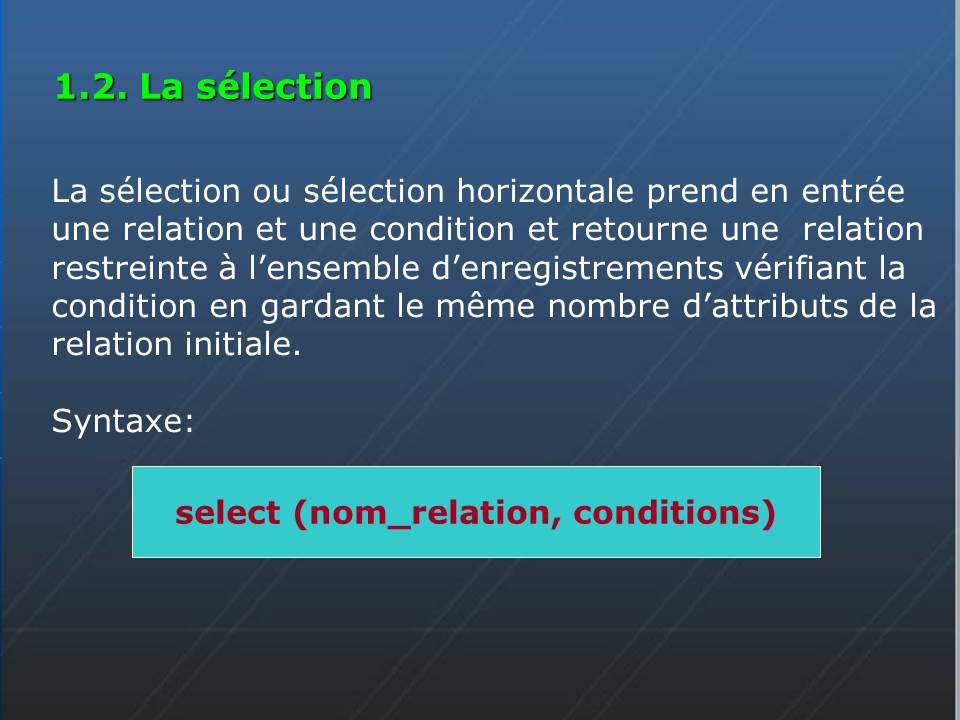 1.2. La sélection
La sélection ou sélection horizontale prend en entrée
une relation et une condition et retourne une  relation
restreinte à l’ensemble d’enregistrements vérifiant la
condition en gardant le même nombre d’attributs de la
relation initiale.
Syntaxe:
select (nom_relation, conditions)